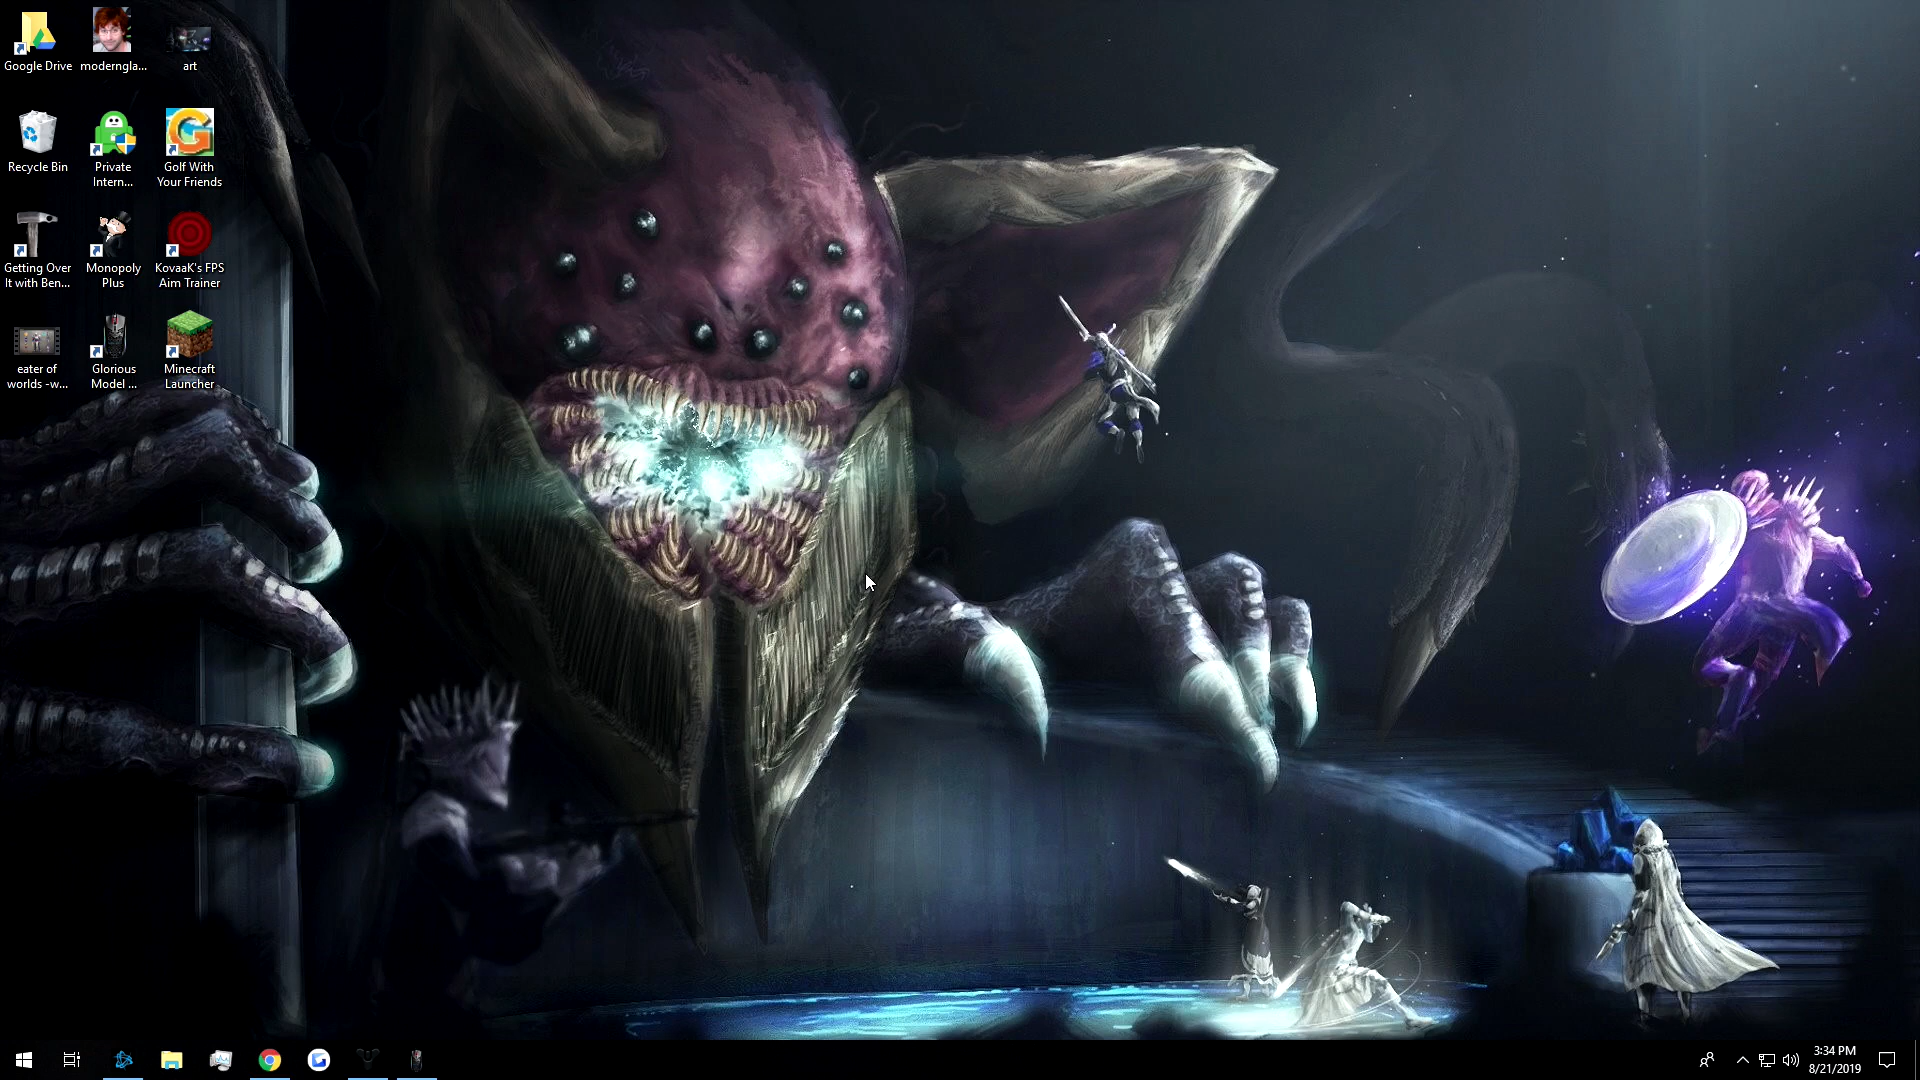 Google Drive
moderngla...
art
Recycle Bin
Private
Intern...
Golf With
Your Friends
Getting Over
It with Ben...
Monopoly
Plus
KovaaK's FPS
Aim Trainer
eater of
worlds -w...
Glorious
Model ...
Minecraft
Launcher
3:34 PM
8/21/2019